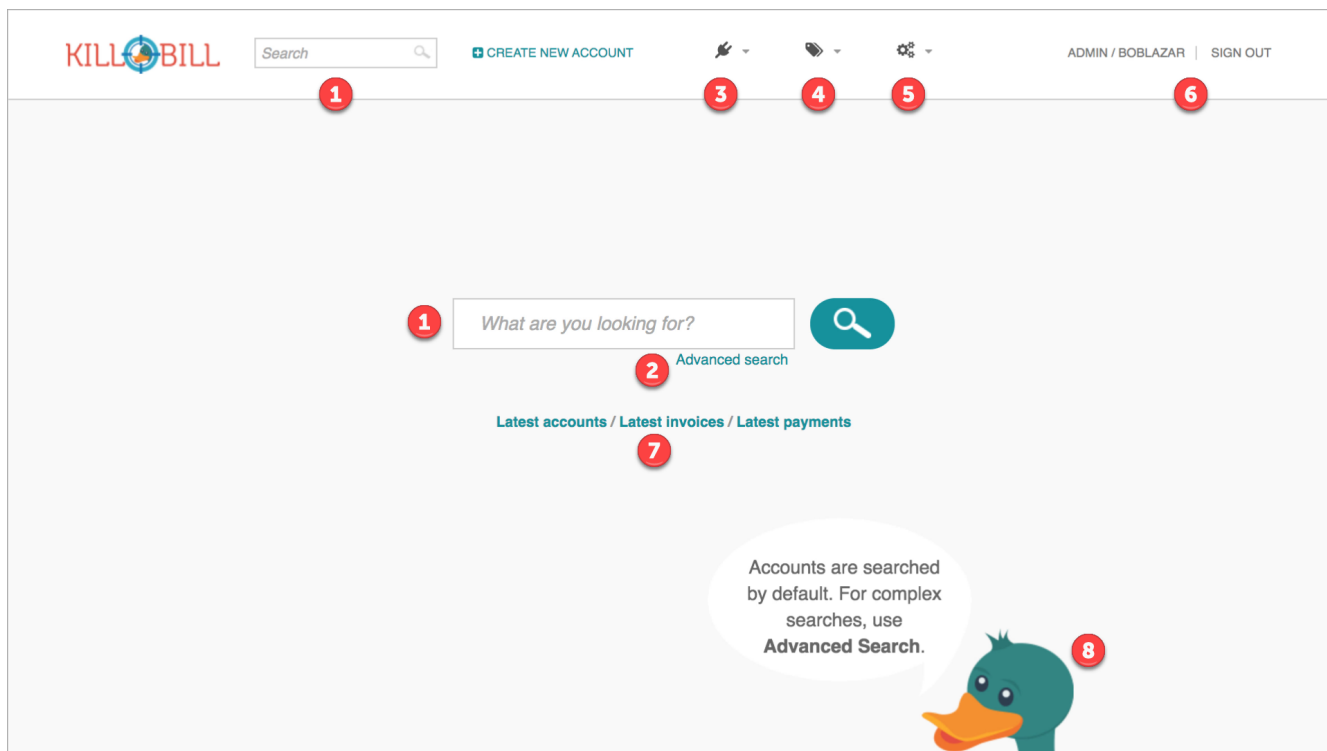 KILL BILL
Search
CREATE NEW ACCOUNT
ADMIN / BOBLAZAR | SIGN OUT
1
3
4
5
6
1
What are you looking for?
2
Advanced search
Latest accounts / Latest invoices / Latest payments
7
Accounts are searched
by default. For complex
searches, use
Advanced Search.
8